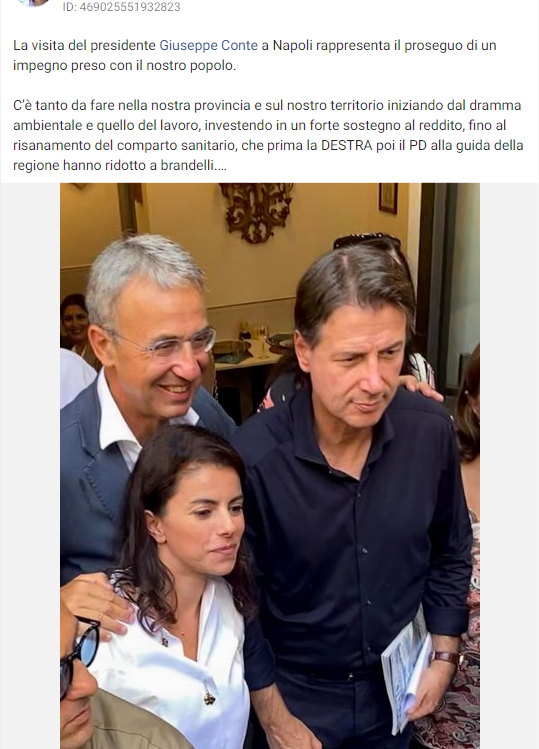 ID: 469025551932823
La visita del presidente Giuseppe Conte a Napoli rappresenta il proseguo di un
impegno preso con il nostro popolo.
C'è tanto da fare nella nostra provincia e sul nostro territorio iniziando dal dramma
ambientale e quello del lavoro, investendo in un forte sostegno al reddito, fino al
risanamento del comparto sanitario, che prima la DESTRA poi il PD alla guida della
regione hanno ridotto a brandelli....